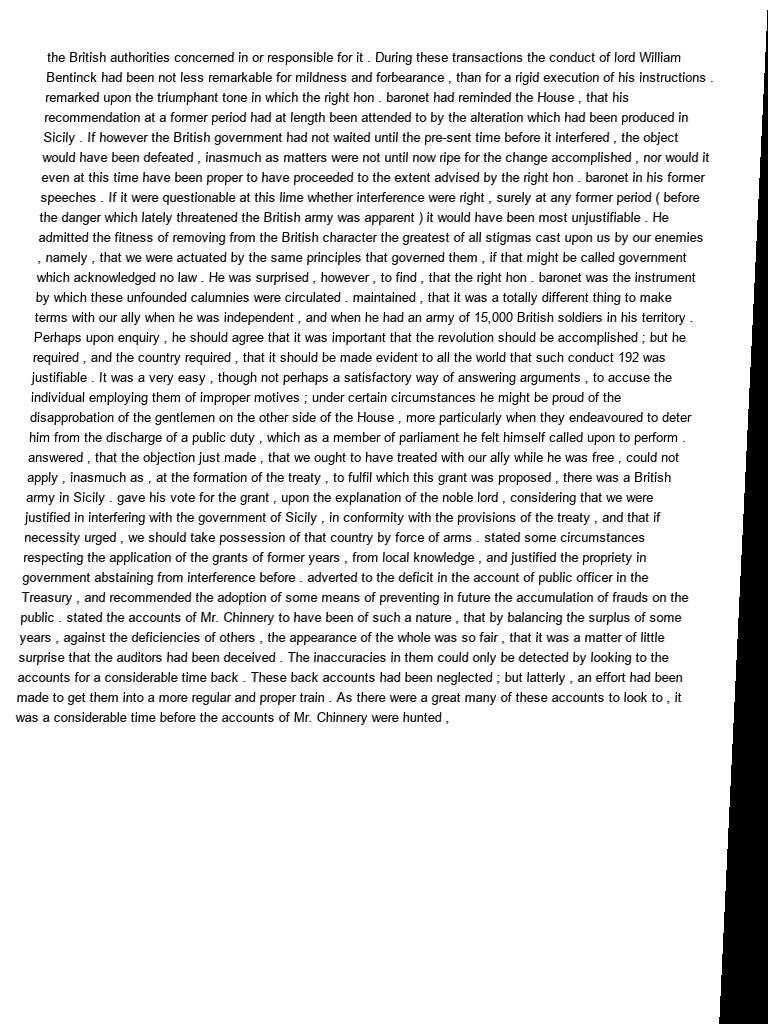 the British authorities concerned in or responsible for it . During these transactions the conduct of lord William
Bentinck had been not less remarkable for mildness and forbearance , than for a rigid execution of his instructions .
remarked upon the triumphant tone in which the right hon . baronet had reminded the House , that his
recommendation at a former period had at length been attended to by the alteration which had been produced in
Sicily . If however the British government had not waited until the pre-sent time before it interfered , the object
would have been defeated , inasmuch as matters were not until now ripe for the change accomplished , nor would it
even at this time have been proper to have proceeded to the extent advised by the right hon . baronet in his former
speeches . If it were questionable at this lime whether interference were right , surely at any former period ( before
the danger which lately threatened the British army was apparent ) it would have been most unjustifiable . He
admitted the fitness of removing from the British character the greatest of all stigmas cast upon us by our enemies
, namely , that we were actuated by the same principles that governed them , if that might be called government
which acknowledged no law . He was surprised , however , to find , that the right hon . baronet was the instrument
by which these unfounded calumnies were circulated . maintained , that it was a totally different thing to make
terms with our ally when he was independent , and when he had an army of 15,000 British soldiers in his territory .
Perhaps upon enquiry , he should agree that it was important that the revolution should be accomplished ; but he
required , and the country required , that it should be made evident to all the world that such conduct 192 was
justifiable . It was a very easy , though not perhaps a satisfactory way of answering arguments , to accuse the
individual employing them of improper motives ; under certain circumstances he might be proud of the
disapprobation of the gentlemen on the other side of the House , more particularly when they endeavoured to deter
him from the discharge of a public duty , which as a member of parliament he felt himself called upon to perform .
answered , that the objection just made , that we ought to have treated with our ally while he was free , could not
apply , inasmuch as , at the formation of the treaty , to fulfil which this grant was proposed , there was a British
army in Sicily . gave his vote for the grant , upon the explanation of the noble lord , considering that we were
justified in interfering with the government of Sicily , in conformity with the provisions of the treaty , and that if
necessity urged , we should take possession of that country by force of arms . stated some circumstances
respecting the application of the grants of former years , from local knowledge , and justified the propriety in
government abstaining from interference before . adverted to the deficit in the account of public officer in the
Treasury , and recommended the adoption of some means of preventing in future the accumulation of frauds on the
public . stated the accounts of Mr. Chinnery to have been of such a nature , that by balancing the surplus of some
years , against the deficiencies of others , the appearance of the whole was so fair , that it was a matter of little
surprise that the auditors had been deceived . The inaccuracies in them could only be detected by looking to the
accounts for a considerable time back . These back accounts had been neglected ; but latterly , an effort had been
made to get them into a more regular and proper train . As there were a great many of these accounts to look to , it
was a considerable time before the accounts of Mr. Chinnery were hunted ,